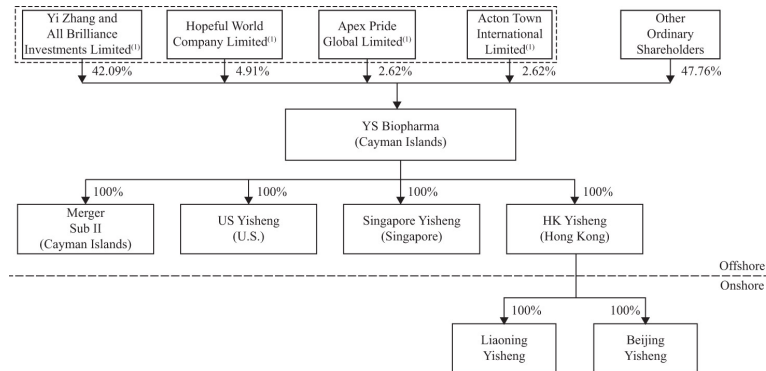 Yi Zhang and
All Brilliance
Investments Limited(1)
Hopeful World
Company Limited(1)
Apex Pride
Global Limited(1)
Acton Town
International
Limited(1)
Other
Ordinary
Shareholders
42.09%
4.91%
2.62%
2.62%
47.76%
YS Biopharma
(Cayman Islands)
100%
100%
100%
100%
Merger
Sub II
(Cayman Islands)
US Yisheng
(U.S.)
Singapore Yisheng
(Singapore)
HK Yisheng
(Hong Kong)
Offshore
Onshore
100%
100%
Liaoning
Yisheng
Beijing
Yisheng